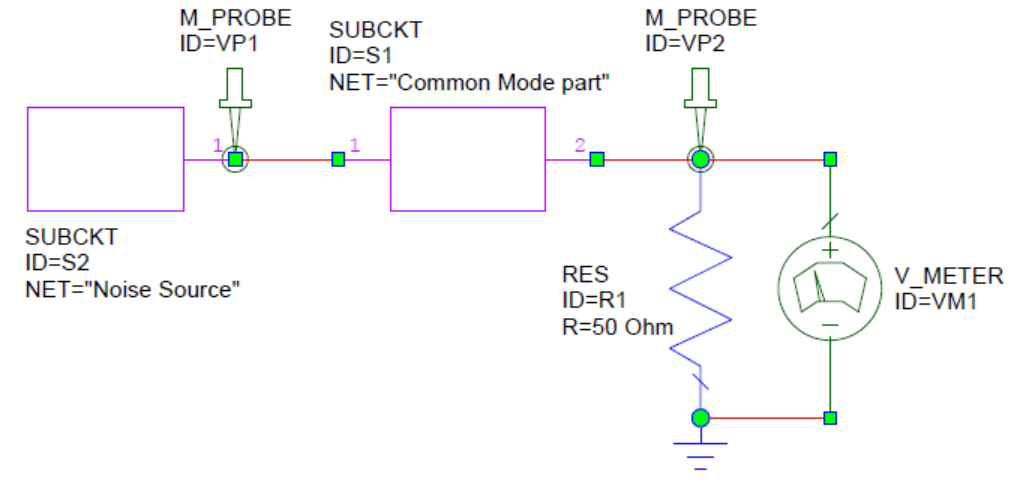 M_PROBE
ID=VP1
SUBCKT
ID=S1
NET="Common Mode part"
M_PROBE
ID=VP2
1
1
2
SUBCKT
ID=S2
NET="Noise Source"
RES
ID=R1
R=50 Ohm
V_METER
ID=VM1